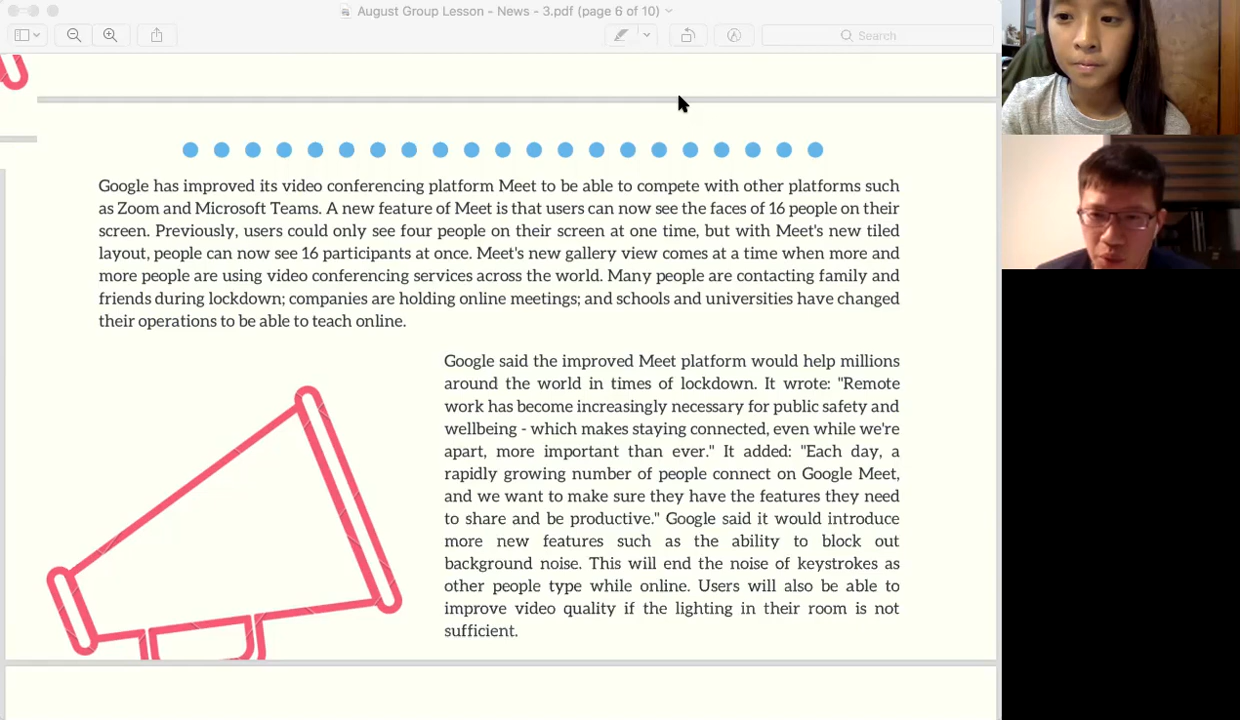 August Group Lesson - News - 3.pdf (page 6 of 10)
Search
Google has improved its video conferencing platform Meet to be able to compete with other platforms such
as Zoom and Microsoft Teams. A new feature of Meet is that users can now see the faces of 16 people on their
screen. Previously, users could only see four people on their screen at one time, but with Meet's new tiled
layout, people can now see 16 participants at once. Meet's new gallery view comes at a time when more and
more people are using video conferencing services across the world. Many people are contacting family and
friends during lockdown; companies are holding online meetings; and schools and universities have changed
their operations to be able to teach online.
Google said the improved Meet platform would help millions
around the world in times of lockdown. It wrote: "Remote
work has become increasingly necessary for public safety and
wellbeing - which makes staying connected, even while we're
apart, more important than ever." It added: "Each day, a
rapidly growing number of people connect on Google Meet,
and we want to make sure they have the features they need
to share and be productive." Google said it would introduce
more new features such as the ability to block out
background noise. This will end the noise of keystrokes as
other people type while online. Users will also be able to
improve video quality if the lighting in their room is not
sufficient.